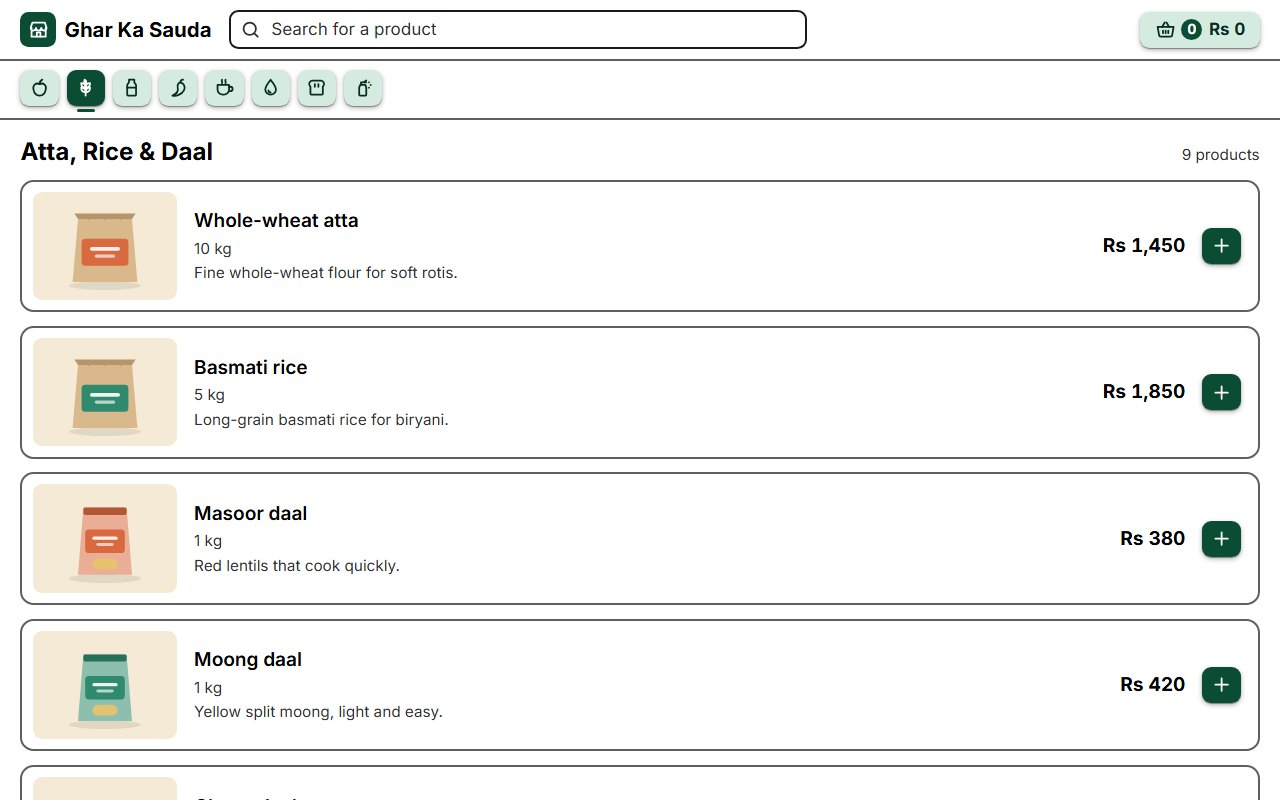 Ghar Ka Sauda
Search for a product
0 Rs 0
Atta, Rice & Daal
9 products
Whole-wheat atta
10 kg
Fine whole-wheat flour for soft rotis.
Rs 1,450
Basmati rice
5 kg
Long-grain basmati rice for biryani.
Rs 1,850
Masoor daal
1 kg
Red lentils that cook quickly.
Rs 380
Moong daal
1 kg
Yellow split moong, light and easy.
Rs 420